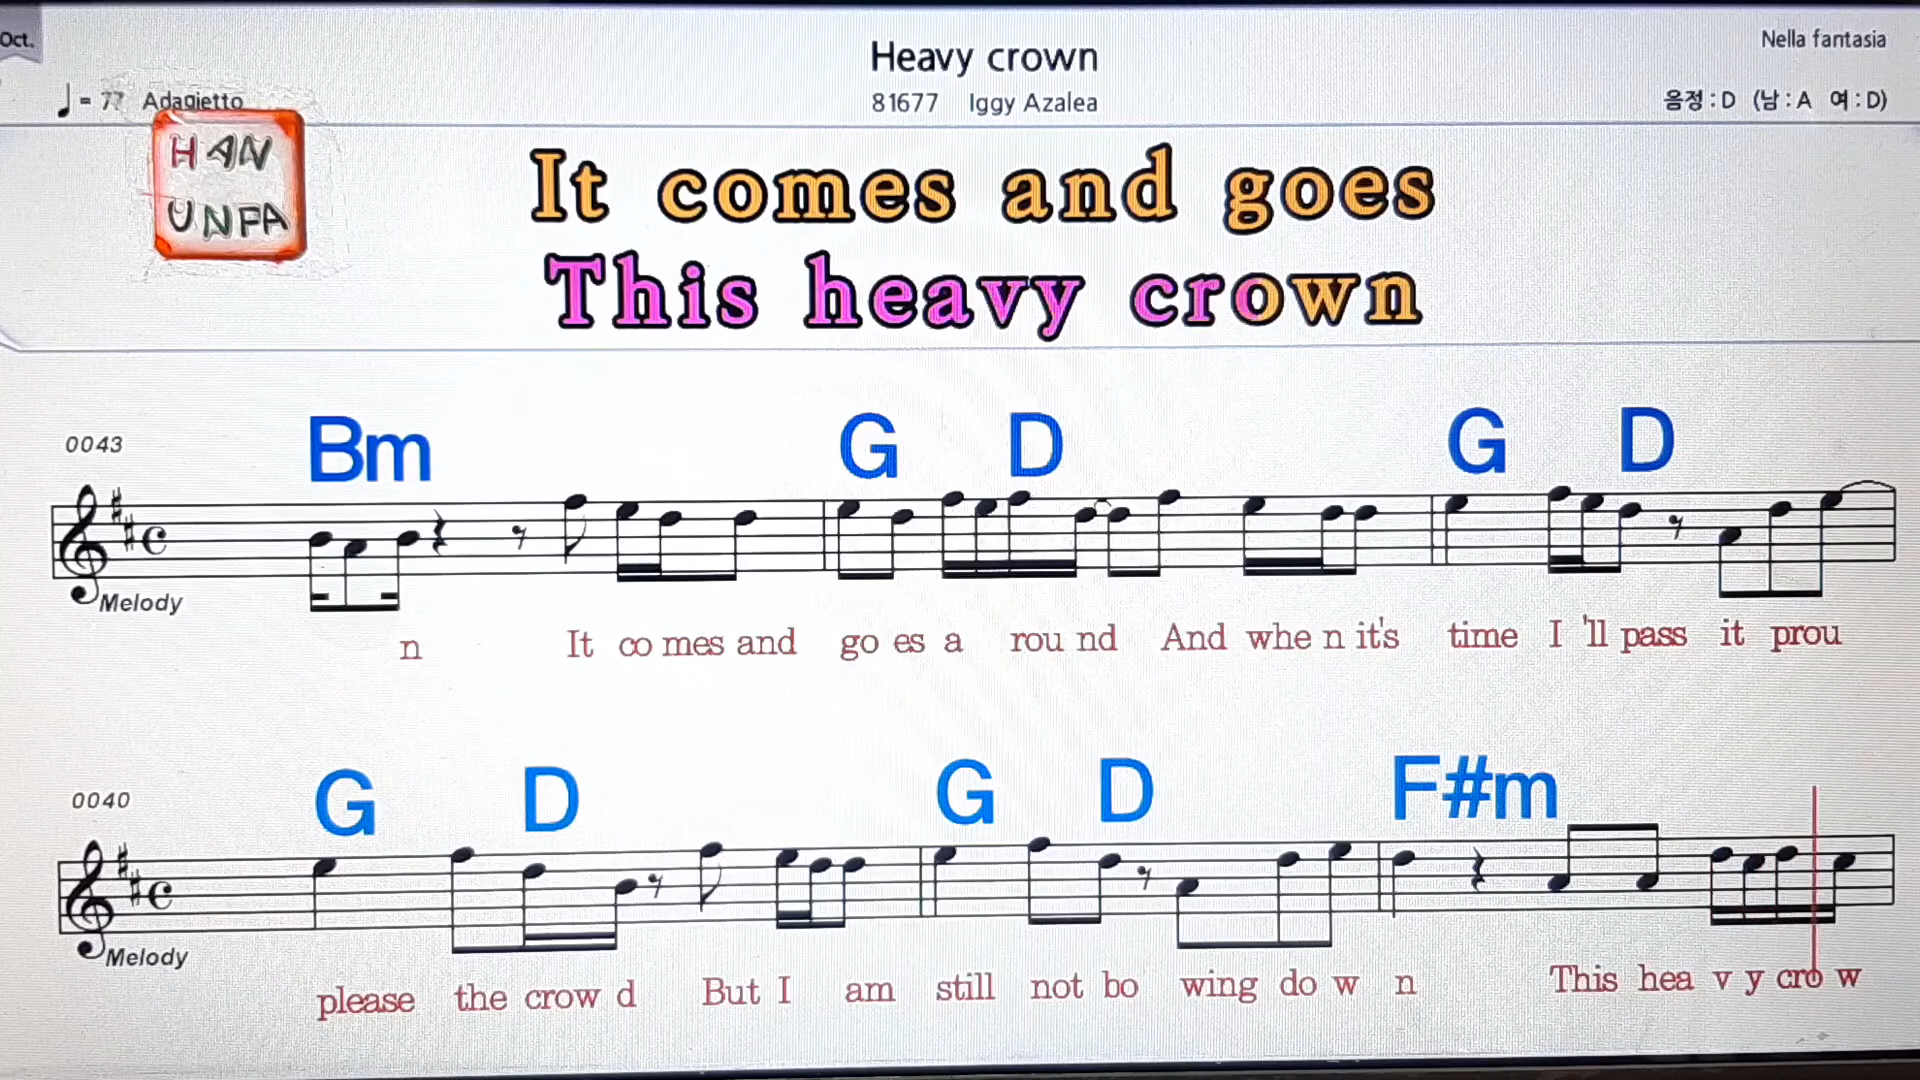 Oct.
Heavy crown
Nella fantasia
♩ = 77 Adagietto
81677 Iggy Azalea
음정 : D (남 : A 여 : D)
HAN
UNFA
It comes and goes
This heavy crown
0043
Bm G D G D
Melody
n It co mes and go es a rou nd And whe n it's time I 'll pass it prou
0040
G D G D F#m
Melody
please the crow d But I am still not bo wing do w n This hea v y cro w